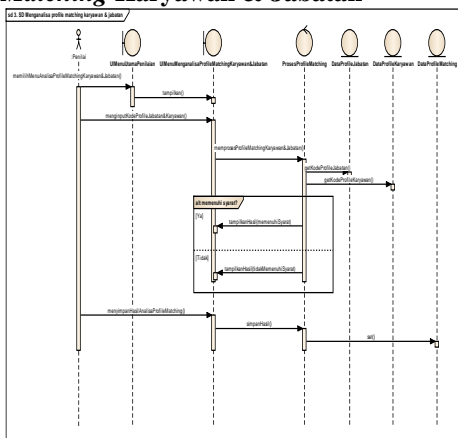 Matching Karyawan & Jabatan
sd 3. SD Menganalisa profile matching karyawan & jabatan
Penilai
UIMenuUtamaPenilaian
UIMenuMenganalisaProfileMatchingKaryawan&Jabatan
ProsesProfileMatching
DataProfileJabatan
DataProfileKaryawan
DataProfileMatching
memilihMenuAnalisaProfileMatchingKaryawan&Jabatan()
tampilkan()
menginputKodeProfileJabatan&Karyawan()
memprosesProfileMatchingKaryawan&Jabatan()
getKodeProfileJabatan()
getKodeProfileKaryawan()
alt memenuhi syarat?
[Ya]
tampilkanHasil(memenuhiSyarat)
[Tidak]
tampilkanHasil(tidakMemenuhiSyarat)
menyimpanHasilAnalisaProfileMatching()
simpanHasil()
set()